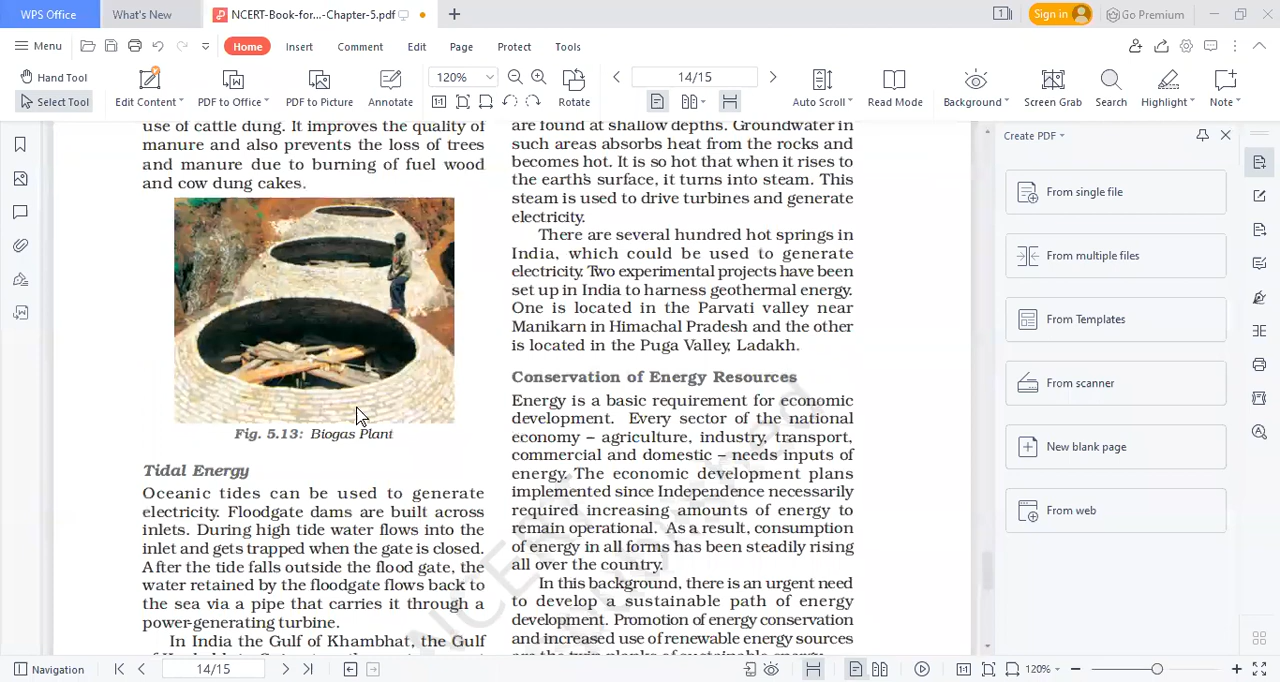 WPS Office
What's New
NCERT-Book-for...-Chapter-5.pdf
1
Sign in
Go Premium
Menu
Home
Insert
Comment
Edit
Page
Protect
Tools
Hand Tool
Select Tool
Edit Content
PDF to Office
PDF to Picture
Annotate
120%
Rotate
14/15
Auto Scroll
Read Mode
Background
Screen Grab
Search
Highlight
Note
use of cattle dung. It improves the quality of
manure and also prevents the loss of trees
and manure due to burning of fuel wood
and cow dung cakes.
Fig. 5.13: Biogas Plant
Tidal Energy
Oceanic tides can be used to generate
electricity. Floodgate dams are built across
inlets. During high tide water flows into the
inlet and gets trapped when the gate is closed.
After the tide falls outside the flood gate, the
water retained by the floodgate flows back to
the sea via a pipe that carries it through a
power-generating turbine.
In India the Gulf of Khambhat, the Gulf
are found at shallow depths. Groundwater in
such areas absorbs heat from the rocks and
becomes hot. It is so hot that when it rises to
the earth's surface, it turns into steam. This
steam is used to drive turbines and generate
electricity.
There are several hundred hot springs in
India, which could be used to generate
electricity. Two experimental projects have been
set up in India to harness geothermal energy.
One is located in the Parvati valley near
Manikarn in Himachal Pradesh and the other
is located in the Puga Valley, Ladakh.
Conservation of Energy Resources
Energy is a basic requirement for economic
development. Every sector of the national
economy – agriculture, industry, transport,
commercial and domestic – needs inputs of
energy. The economic development plans
implemented since Independence necessarily
required increasing amounts of energy to
remain operational. As a result, consumption
of energy in all forms has been steadily rising
all over the country.
In this background, there is an urgent need
to develop a sustainable path of energy
development. Promotion of energy conservation
and increased use of renewable energy sources
are the twin planks of sustainable energy.
Create PDF
From single file
From multiple files
From Templates
From scanner
New blank page
From web
Navigation
14/15
120%